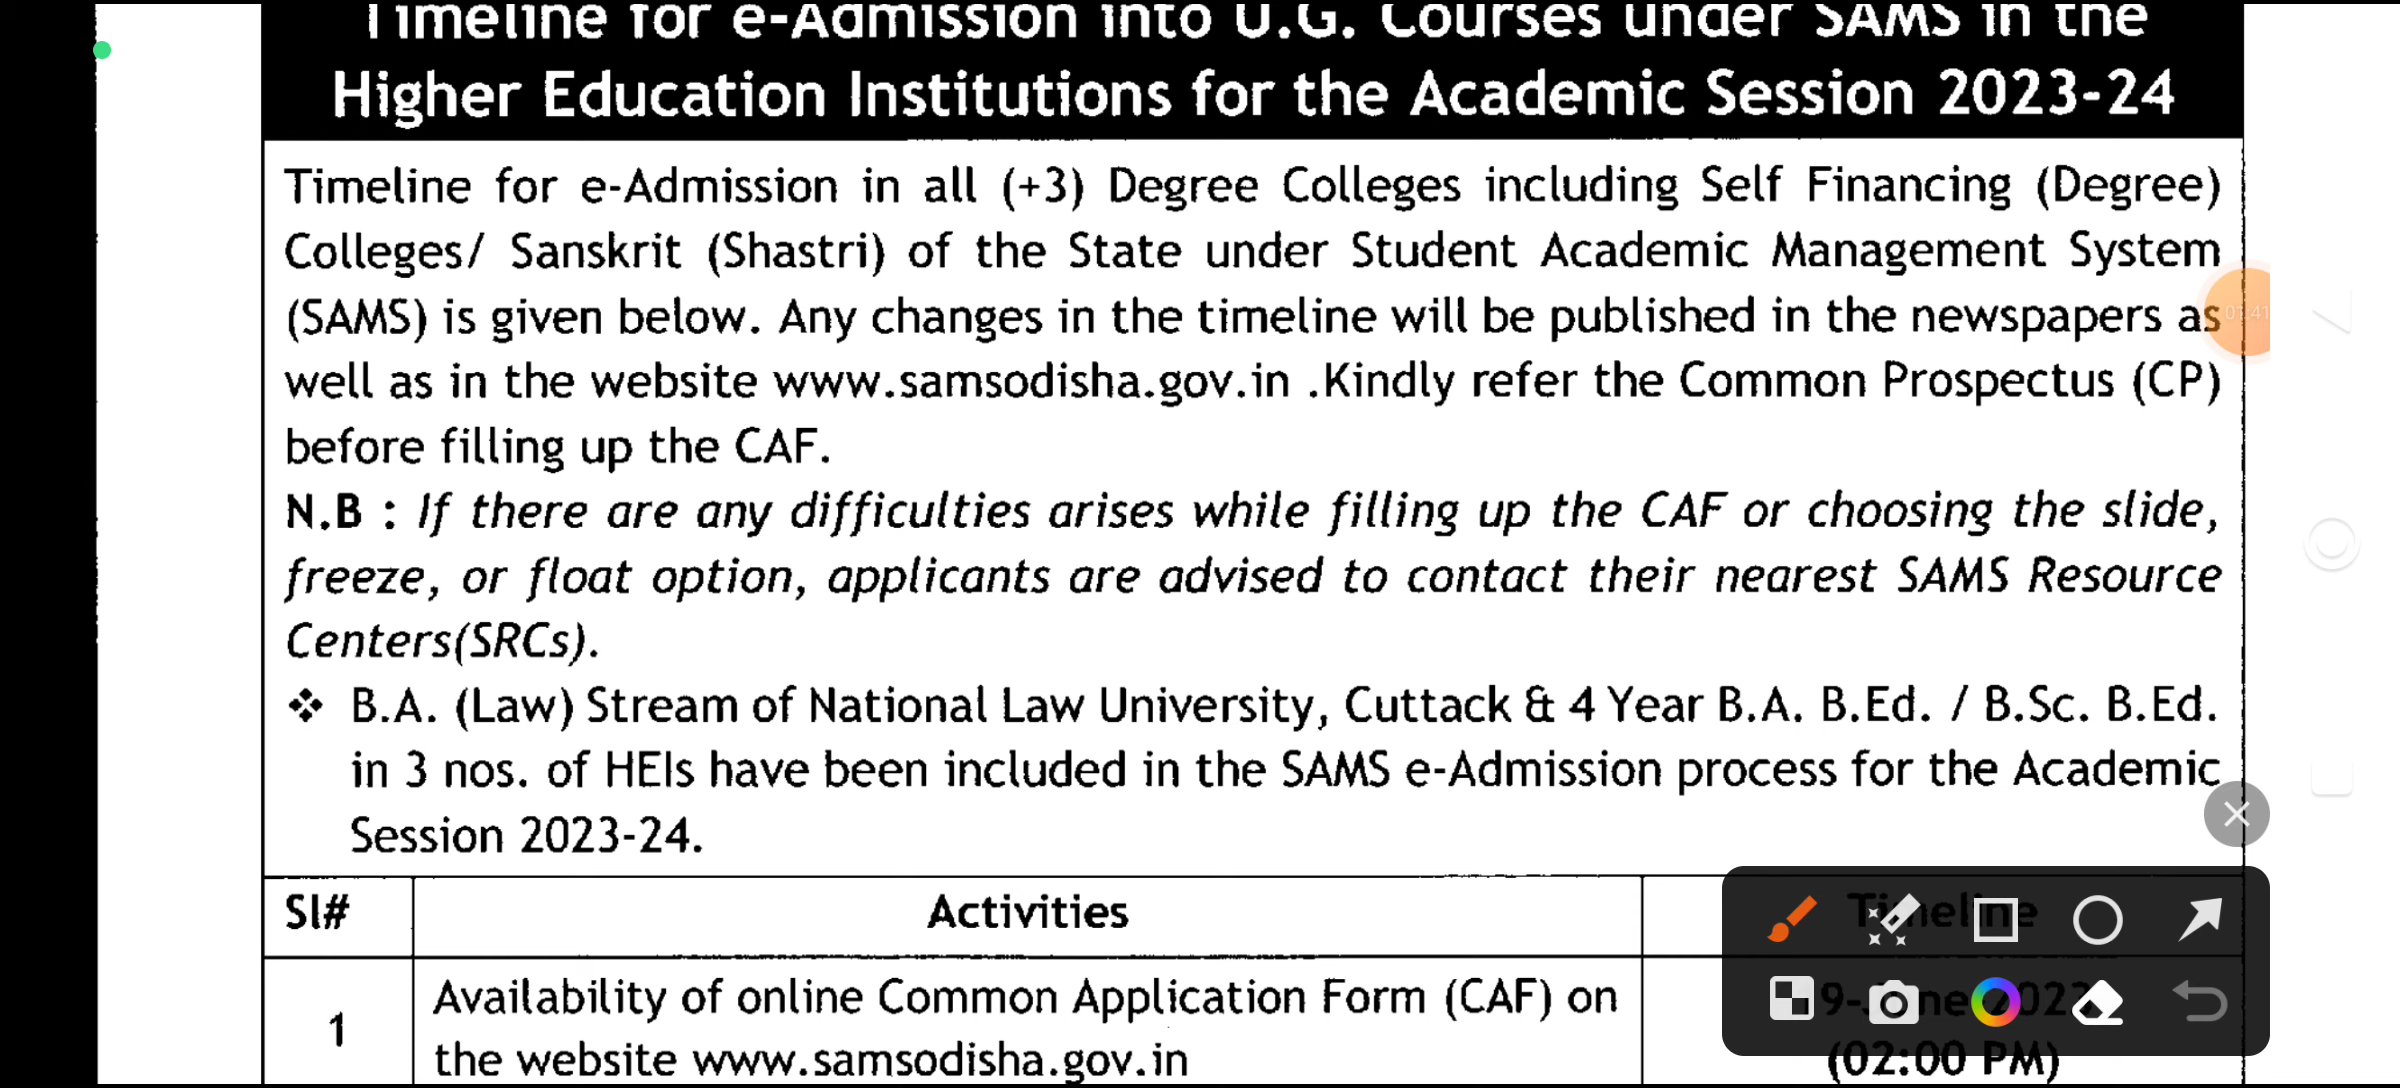 Timeline for e-Admission into U.G. Courses under SAMS in the
Higher Education Institutions for the Academic Session 2023-24
Timeline for e-Admission in all (+3) Degree Colleges including Self Financing (Degree)
Colleges/ Sanskrit (Shastri) of the State under Student Academic Management System
(SAMS) is given below. Any changes in the timeline will be published in the newspapers as
well as in the website www.samsodisha.gov.in .Kindly refer the Common Prospectus (CP)
before filling up the CAF.
N.B : If there are any difficulties arises while filling up the CAF or choosing the slide,
freeze, or float option, applicants are advised to contact their nearest SAMS Resource
Centers(SRCs).
❖ B.A. (Law) Stream of National Law University, Cuttack & 4 Year B.A. B.Ed. / B.Sc. B.Ed.
in 3 nos. of HEIs have been included in the SAMS e-Admission process for the Academic
Session 2023-24.
Sl# Activities Timeline
1 Availability of online Common Application Form (CAF) on
the website www.samsodisha.gov.in (02:00 PM)